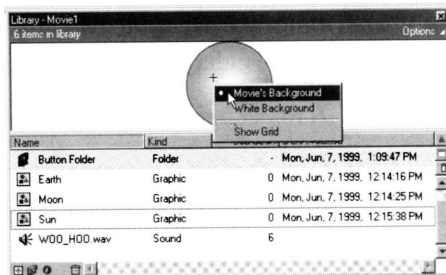 Library - Movie1
6 items in library Options
Movie's Background
White Background
Show Grid
Name Kind
Button Folder Folder - Mon, Jun, 7, 1999, 1:09:47 PM
Earth Graphic 0 Mon, Jun, 7, 1999, 12:14:16 PM
Moon Graphic 0 Mon, Jun, 7, 1999, 12:14:25 PM
Sun Graphic 0 Mon, Jun, 7, 1999, 12:15:38 PM
WOO_HOO.wav Sound 6